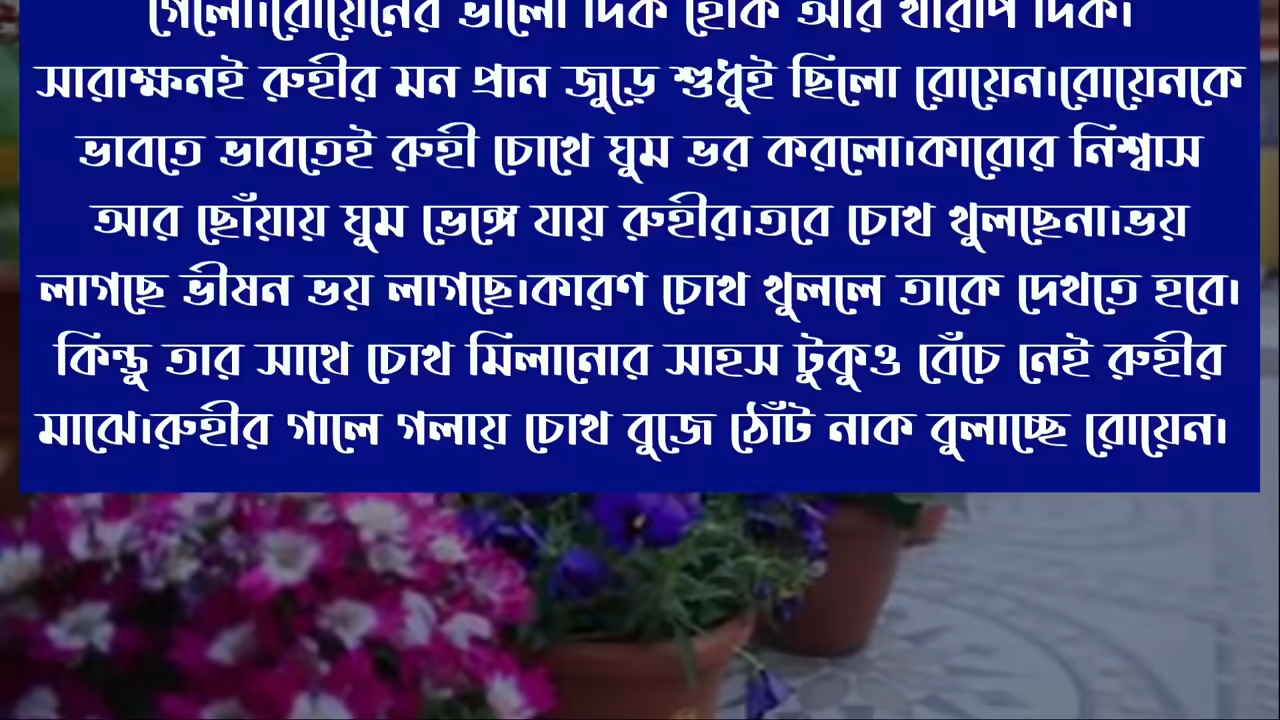 গেলো।রোয়েনের ভালো দিক হোক আর খারাপ দিক।
সারাক্ষনই রুহীর মন প্রান জুড়ে শুধুই ছিলো রোয়েন।রোয়েনকে
ভাবতে ভাবতেই রুহী চোখে ঘুম ভর করলো।কারোর নিশ্বাস
আর ছোঁয়ায় ঘুম ভেঙ্গে যায় রুহীর।তবে চোখ খুলছেনা।ভয়
লাগছে ভীষন ভয় লাগছে।কারণ চোখ খুললে তাকে দেখতে হবে।
কিন্তু তার সাথে চোখ মিলানোর সাহস টুকুও বেঁচে নেই রুহীর
মাঝে।রুহীর গালে গলায় চোখ বুজে ঠোঁট নাক বুলাচ্ছে রোয়েন।